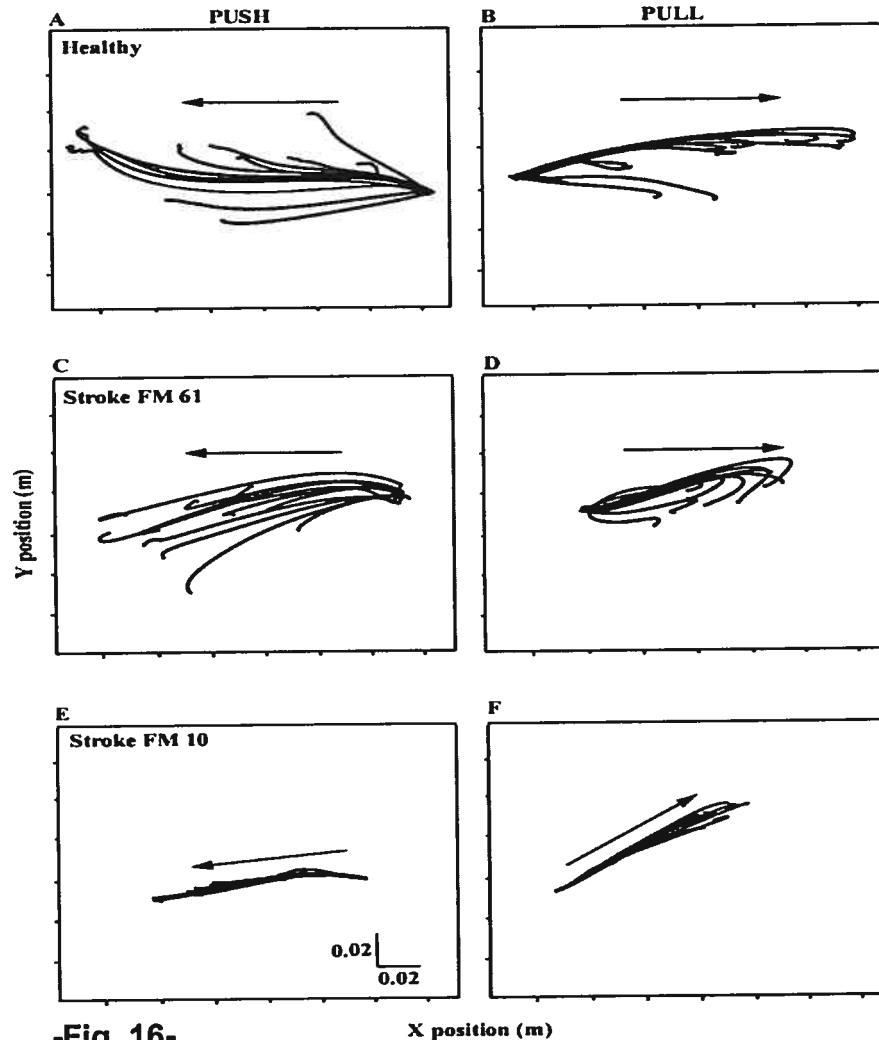 A PUSH B PULL
Healthy
C D
Stroke FM 61
Y position (m)
E F
Stroke FM 10
0.02
0.02
-Fig. 16- X position (m)